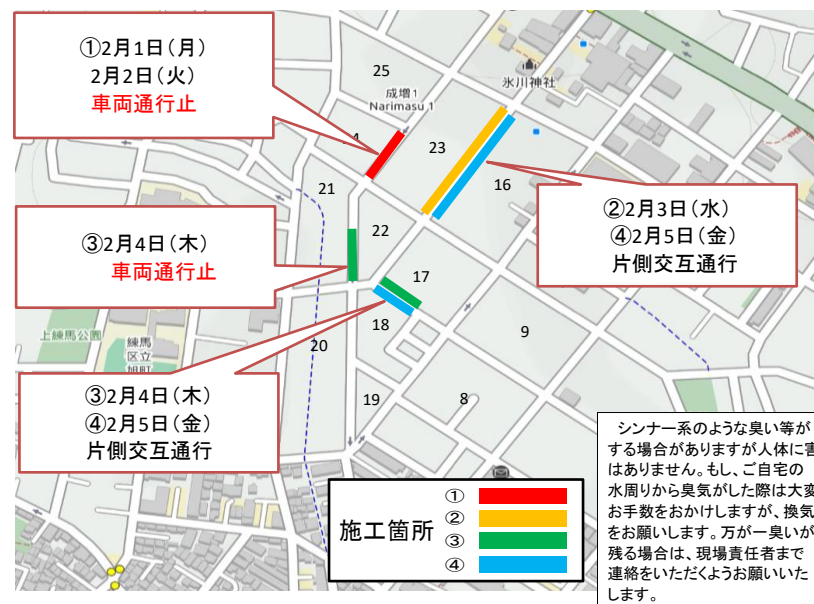 ①2月1日(月)
2月2日(火)
車両通行止
25
成増1
Narimasu 1
氷川神社
23
16
21
22
②2月3日(水)
④2月5日(金)
片側交互通行
③2月4日(木)
車両通行止
17
18
9
上練馬公園
練馬
区立
旭町
20
19
8
③2月4日(木)
④2月5日(金)
片側交互通行
施工箇所
①
②
③
④
シンナー系のような臭い等が
する場合がありますが人体に害
はありません。もし、ご自宅の
水周りから臭気がした際は大変
お手数をおかけしますが、換気
をお願いします。万が一臭いが
残る場合は、現場責任者まで
連絡をいただくようお願いいた
します。